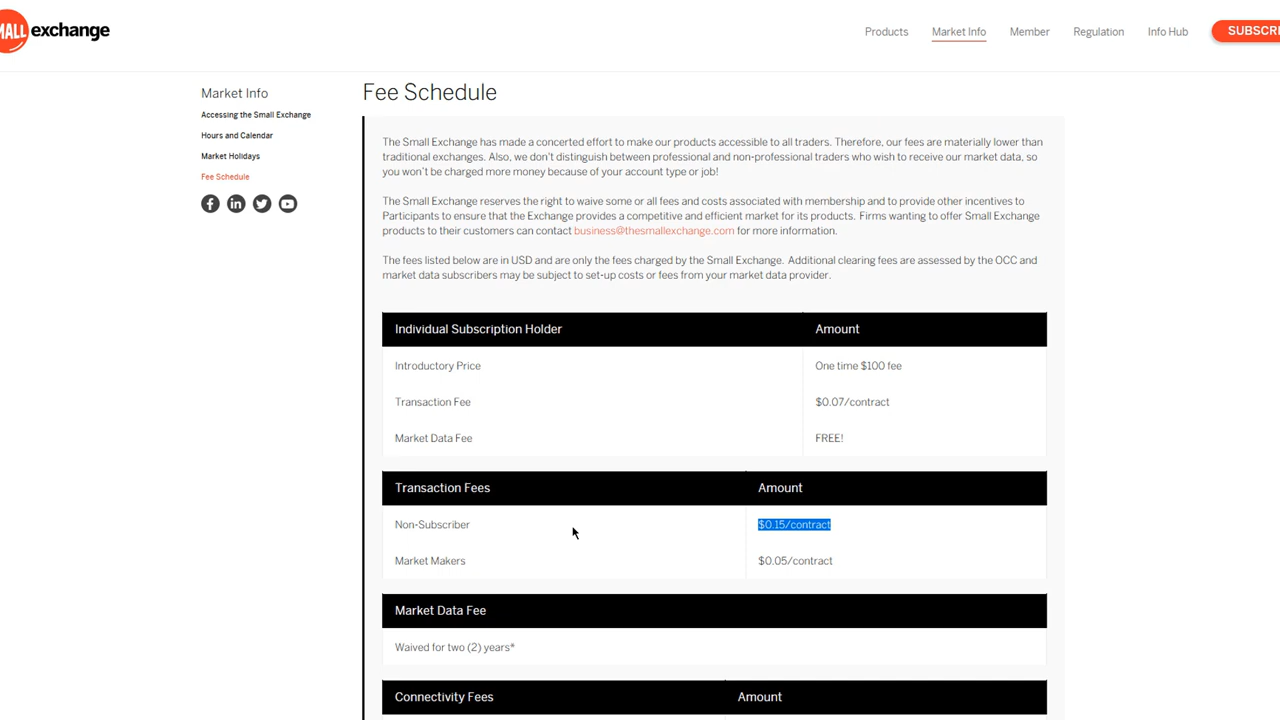 MALL exchange
Products Market Info Member Regulation Info Hub SUBSCRI
Market Info
Accessing the Small Exchange
Hours and Calendar
Market Holidays
Fee Schedule
Fee Schedule
The Small Exchange has made a concerted effort to make our products accessible to all traders. Therefore, our fees are materially lower than
traditional exchanges. Also, we don't distinguish between professional and non-professional traders who wish to receive our market data, so
you won't be charged more money because of your account type or job!
The Small Exchange reserves the right to waive some or all fees and costs associated with membership and to provide other incentives to
Participants to ensure that the Exchange provides a competitive and efficient market for its products. Firms wanting to offer Small Exchange
products to their customers can contact business@thesmallexchange.com for more information.
The fees listed below are in USD and are only the fees charged by the Small Exchange. Additional clearing fees are assessed by the OCC and
market data subscribers may be subject to set-up costs or fees from your market data provider.
Individual Subscription Holder Amount
Introductory Price One time $100 fee
Transaction Fee $0.07/contract
Market Data Fee FREE!
Transaction Fees Amount
Non-Subscriber $0.15/contract
Market Makers $0.05/contract
Market Data Fee
Waived for two (2) years*
Connectivity Fees Amount